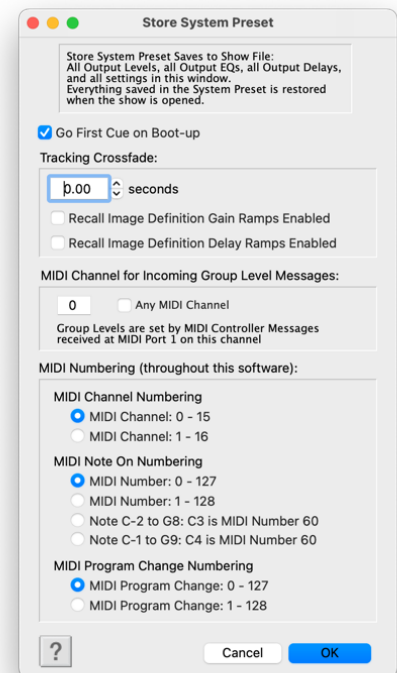 Store System Preset
Store System Preset Saves to Show File:
All Output Levels, all Output EQs, all Output Delays,
and all settings in this window.
Everything saved in the System Preset is restored
when the show is opened.
Go First Cue on Boot-up
Tracking Crossfade:
0.00 seconds
Recall Image Definition Gain Ramps Enabled
Recall Image Definition Delay Ramps Enabled
MIDI Channel for Incoming Group Level Messages:
0 Any MIDI Channel
Group Levels are set by MIDI Controller Messages
received at MIDI Port 1 on this channel
MIDI Numbering (throughout this software):
MIDI Channel Numbering
MIDI Channel: 0 - 15
MIDI Channel: 1 - 16
MIDI Note On Numbering
MIDI Number: 0 - 127
MIDI Number: 1 - 128
Note C-2 to G8: C3 is MIDI Number 60
Note C-1 to G9: C4 is MIDI Number 60
MIDI Program Change Numbering
MIDI Program Change: 0 - 127
MIDI Program Change: 1 - 128
? Cancel OK